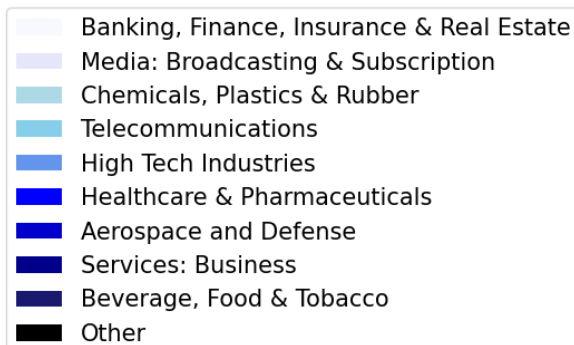 Banking, Finance, Insurance & Real Estate
Media: Broadcasting & Subscription
Chemicals, Plastics & Rubber
Telecommunications
High Tech Industries
Healthcare & Pharmaceuticals
Aerospace and Defense
Services: Business
Beverage, Food & Tobacco
Other